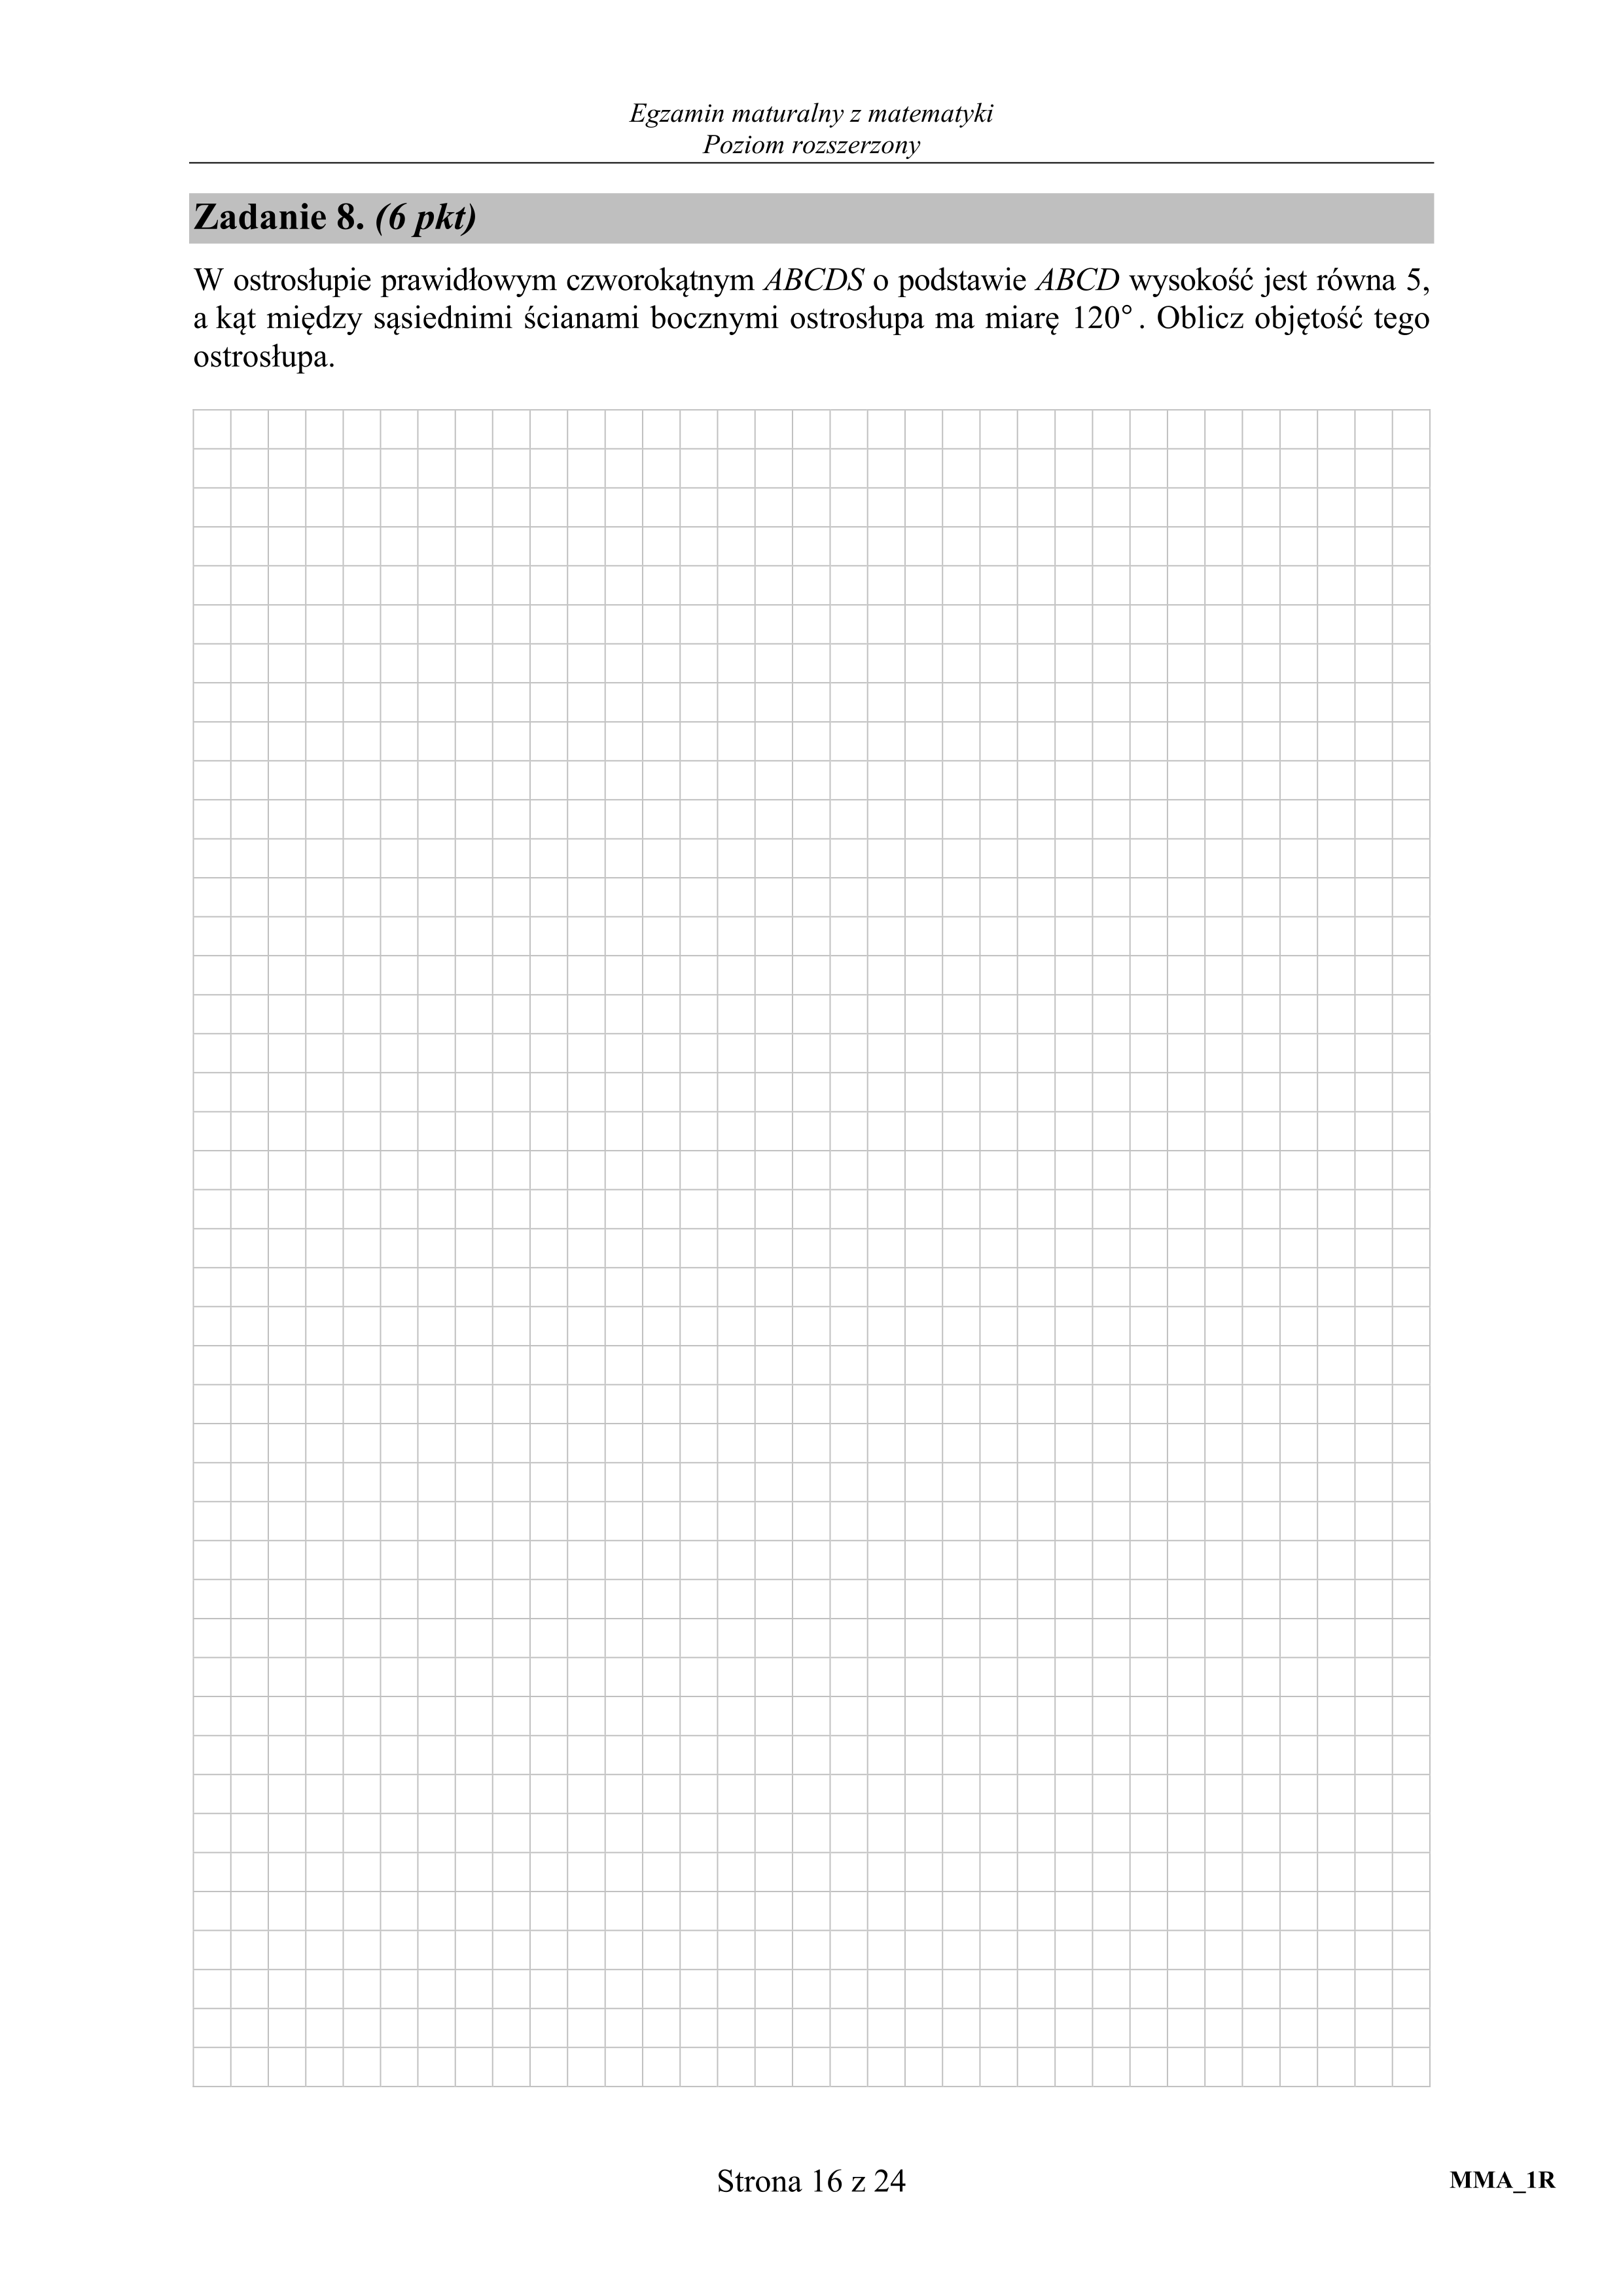 Egzamin maturalny z matematyki
Poziom rozszerzony
Zadanie 8. (6 pkt)
W ostrosłupie prawidłowym czworokątnym ABCDS o podstawie ABCD wysokość jest równa 5,
a kąt między sąsiednimi ścianami bocznymi ostrosłupa ma miarę 120°. Oblicz objętość tego
ostrosłupa.
Strona 16 z 24
MMA_1R